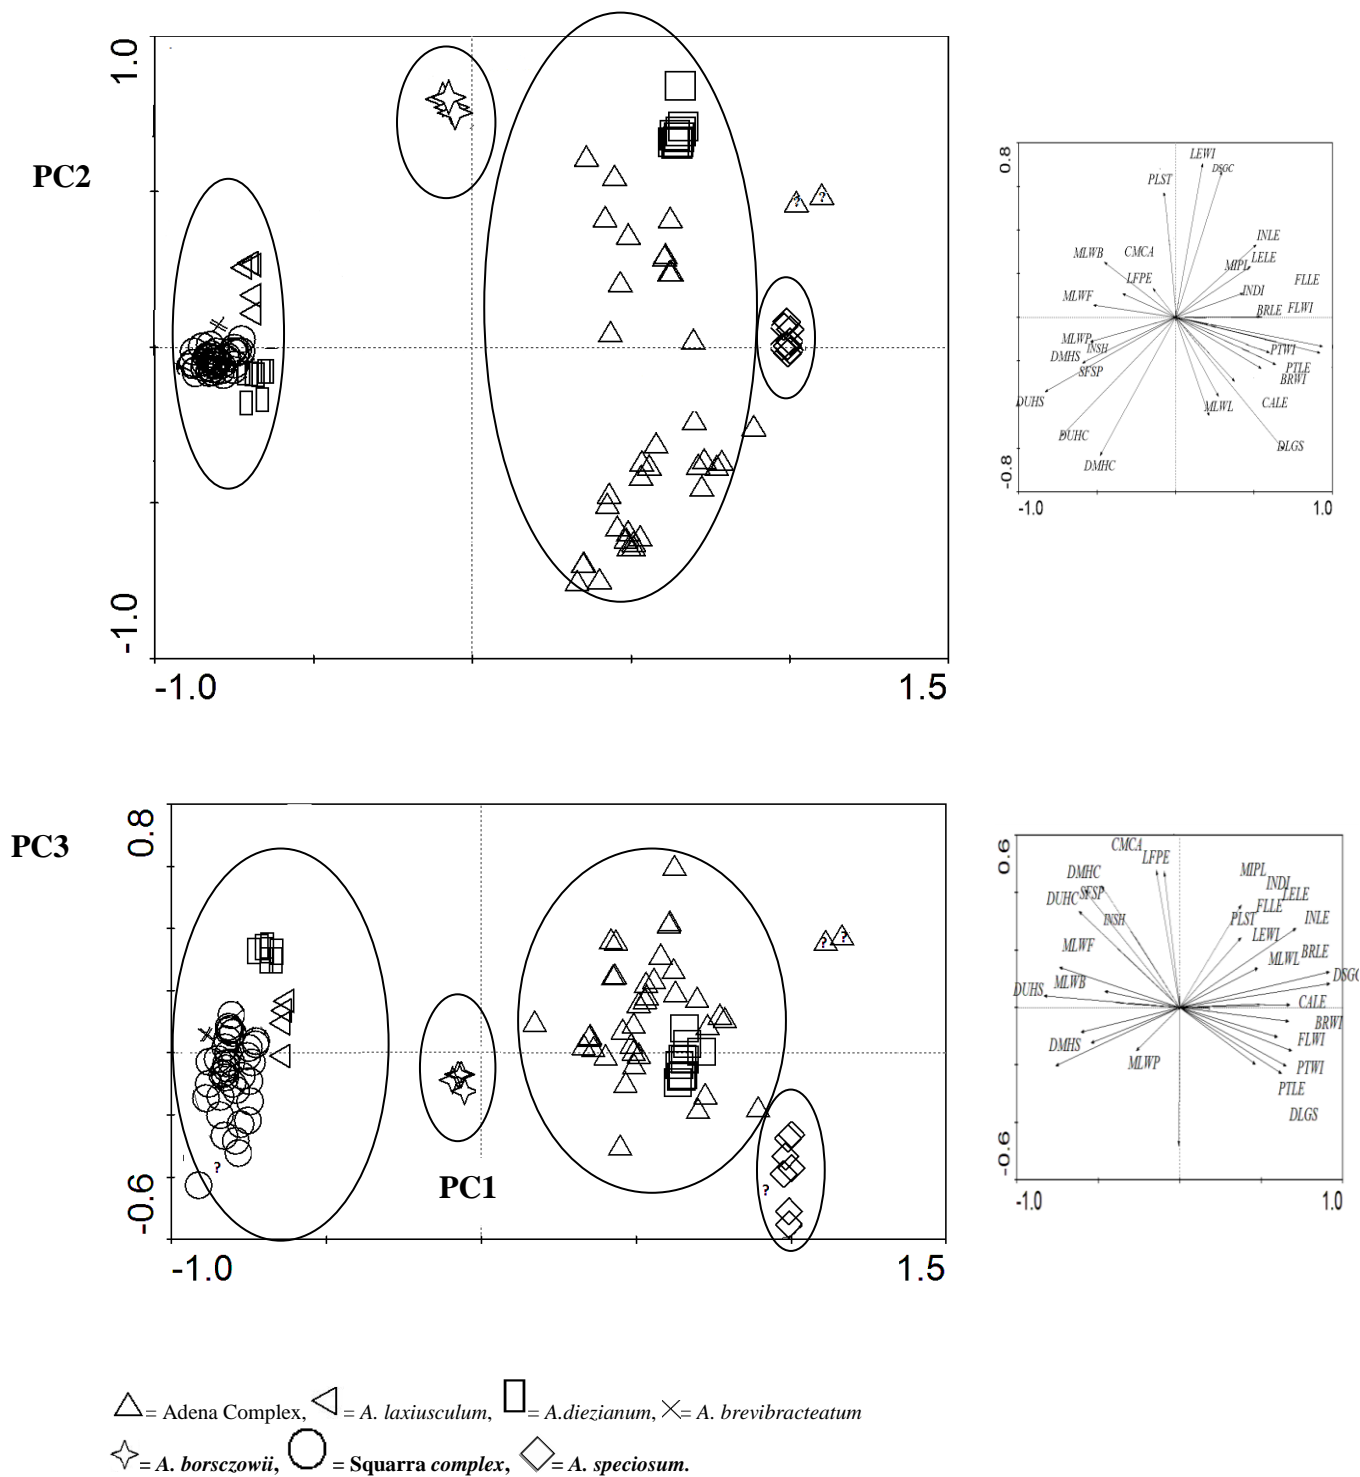 1.0
PC2
-1.0
-1.0 1.5
? ?
0.8
LEWI
DSGC
PLST
INLE
CMCA
MLWB
LELE
MIPL
LFPE
FLLE
INDI
MLWF
BRLE FLWI
MLWP
INSH
PTWI
DMHS
SFSP
PTLE
BRWI
DUHS
MLWL
CALE
DUHC
DLGS
DMHC
-0.8
-1.0 1.0
0.8
PC3
? ?
?
?
PC1
-0.6
-1.0 1.5
0.6
CMCA
LFPE
DMHC
MIPL
INDI
DUHC
SFSP
LELE
FLLE
INSH
PLST
INLE
LEWI
MLWF
MLWL
BRLE
DSGC
DUHS
MLWB
CALE
BRWI
DMHS
FLWI
MLWP
PTWI
PTLE
DLGS
-0.6
-1.0 1.0
= Adena Complex, = A. laxiusculum, = A.diezianum, = A. brevibracteatum
= A. borsczowii, = Squarra complex, = A. speciosum.